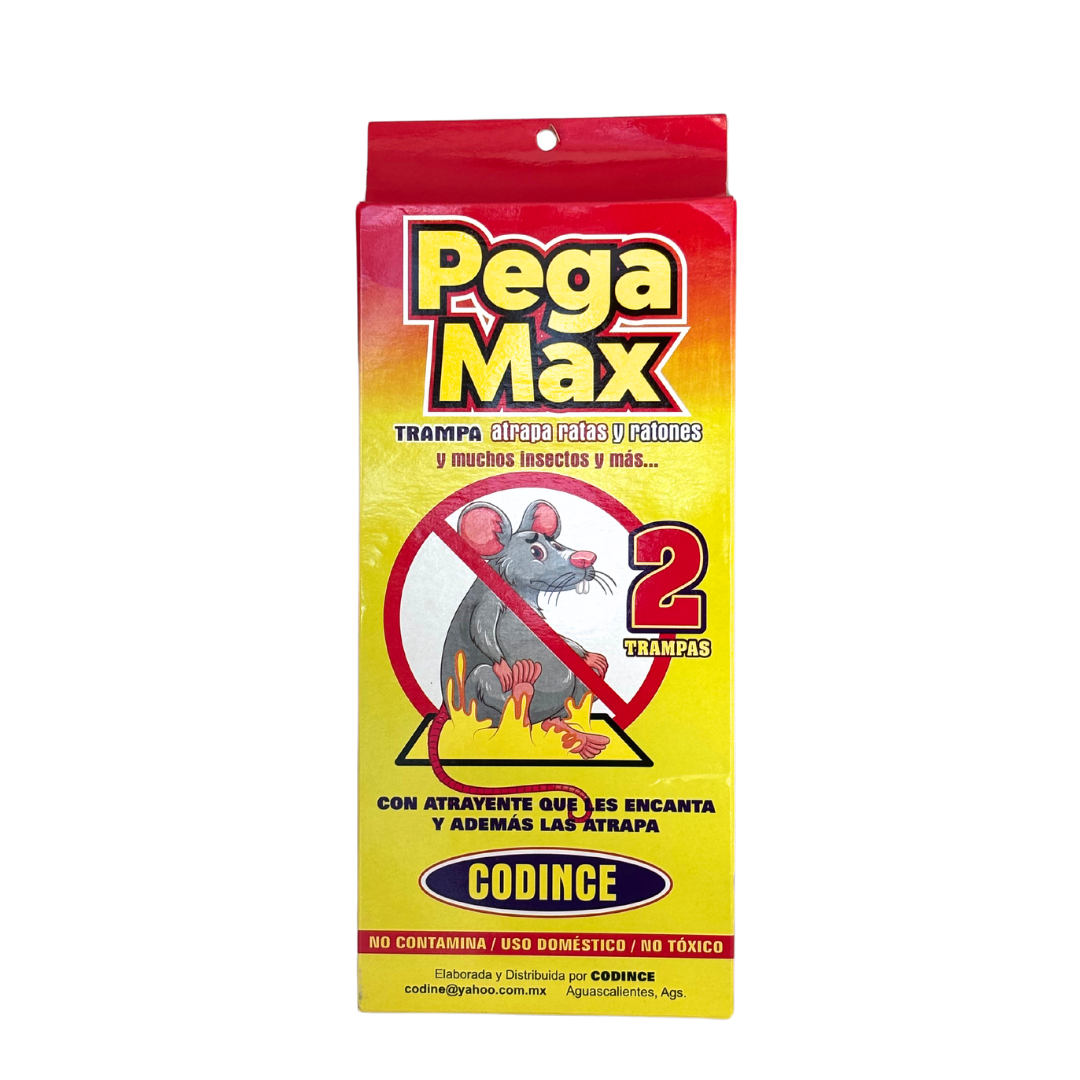 Pega
Max
TRAMPA atrapa ratas y ratones
y muchos insectos y más...
2
TRAMPAS
CON ATRAYENTE QUE LES ENCANTA
Y ADEMÁS LAS ATRAPA
CODINCE
NO CONTAMINA / USO DOMÉSTICO / NO TÓXICO
Elaborada y Distribuida por CODINCE
codine@yahoo.com.mx Aguascalientes, Ags.